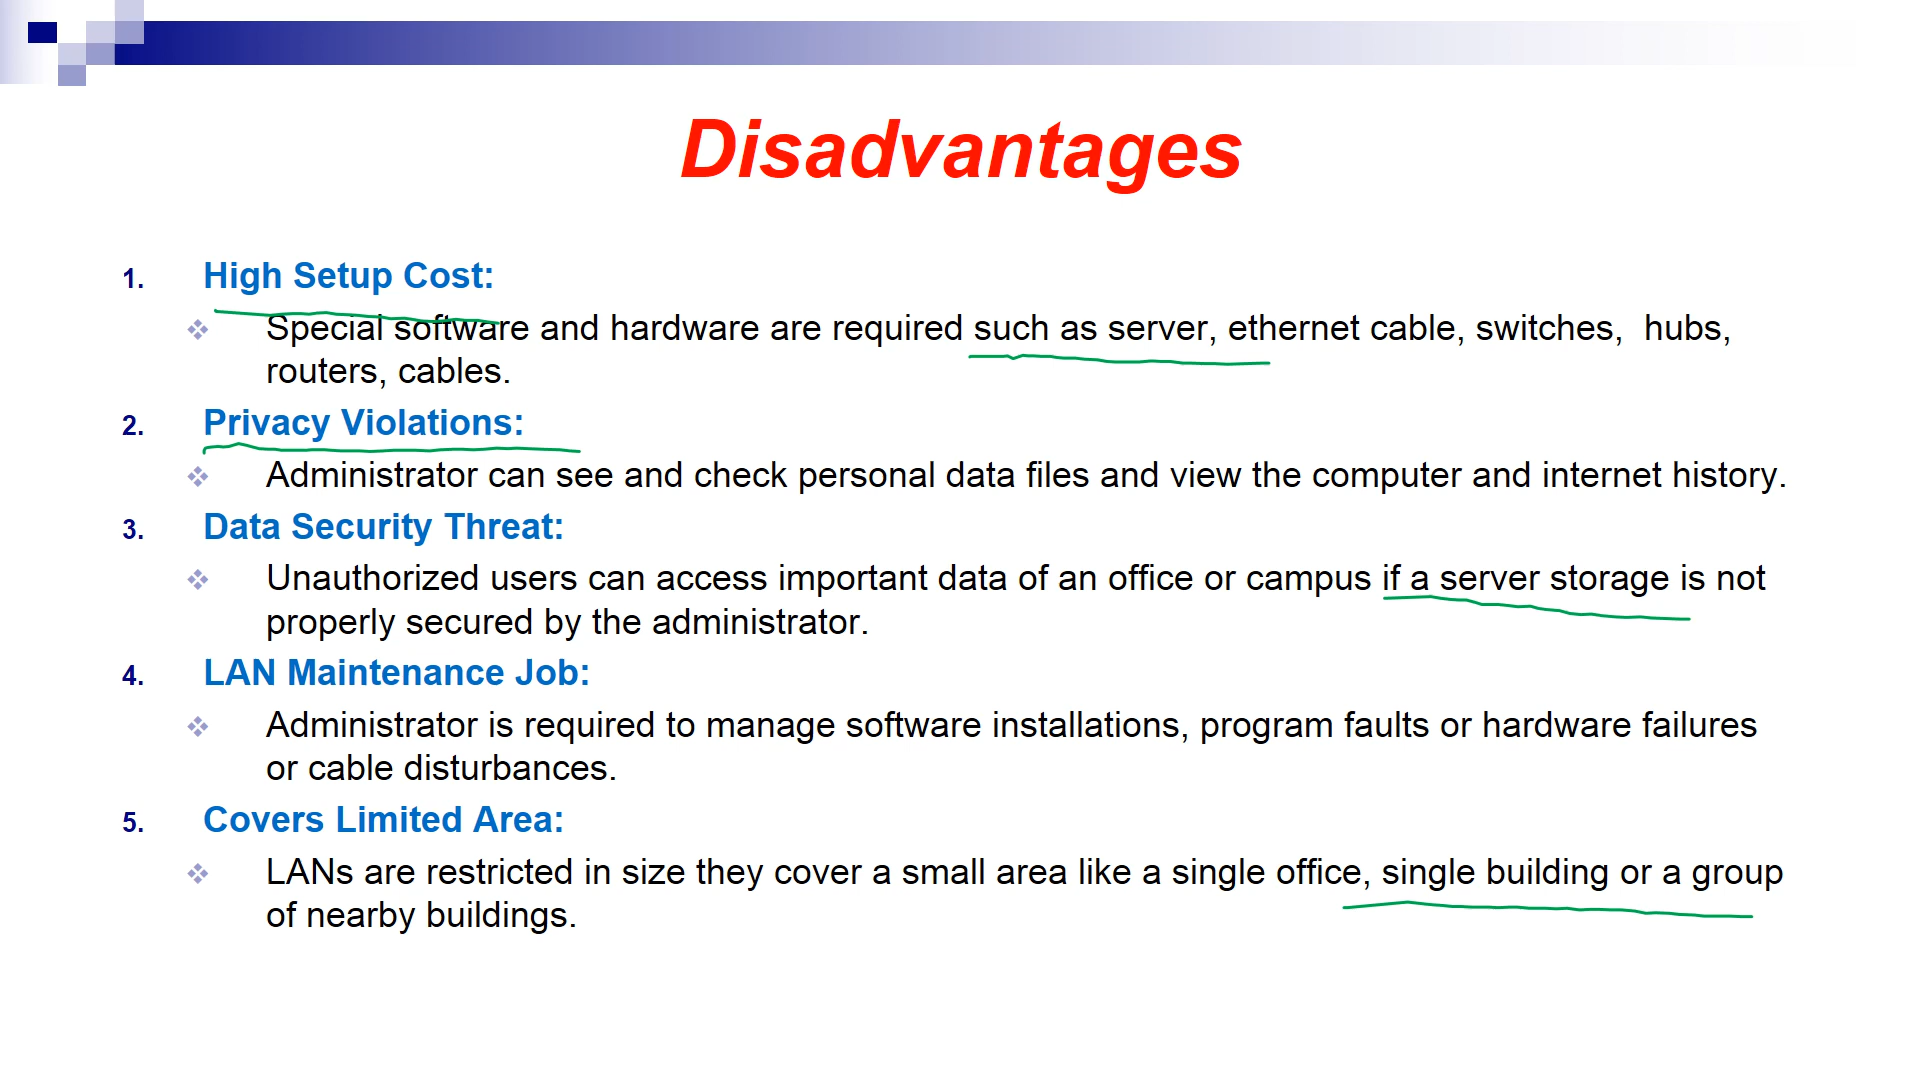 Disadvantages
1. High Setup Cost:
❖ Special software and hardware are required such as server, ethernet cable, switches,  hubs,
routers, cables.
2. Privacy Violations:
❖ Administrator can see and check personal data files and view the computer and internet history.
3. Data Security Threat:
❖ Unauthorized users can access important data of an office or campus if a server storage is not
properly secured by the administrator.
4. LAN Maintenance Job:
❖ Administrator is required to manage software installations, program faults or hardware failures
or cable disturbances.
5. Covers Limited Area:
❖ LANs are restricted in size they cover a small area like a single office, single building or a group
of nearby buildings.